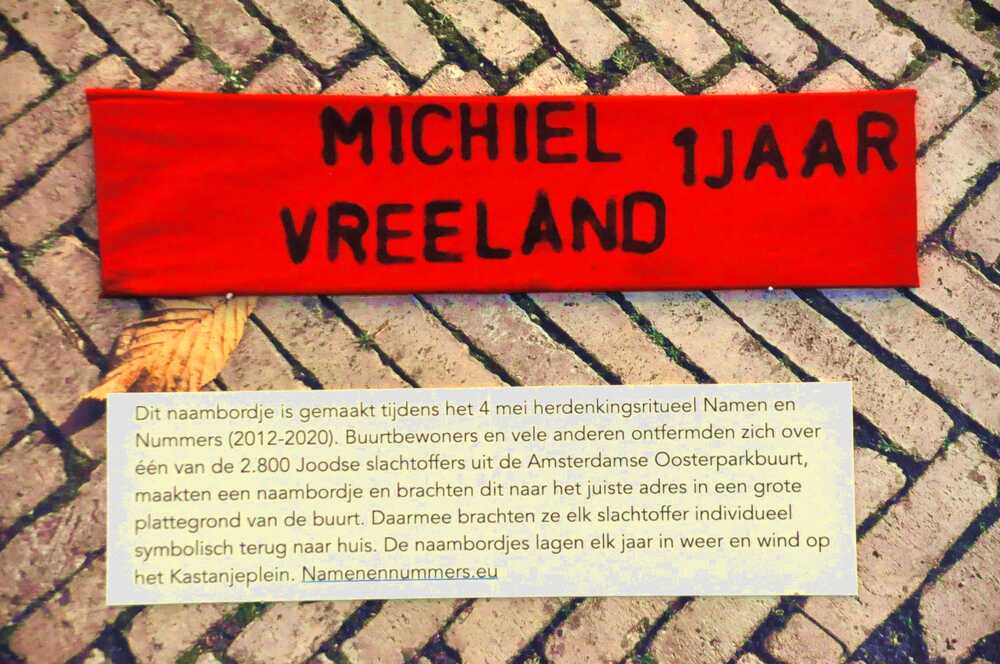 MICHIEL 1JAAR
VREELAND
Dit naambordje is gemaakt tijdens het 4 mei herdenkingsritueel Namen en
Nummers (2012-2020). Buurtbewoners en vele anderen ontfermden zich over
één van de 2.800 Joodse slachtoffers uit de Amsterdamse Oosterparkbuurt,
maakten een naambordje en brachten dit naar het juiste adres in een grote
plattegrond van de buurt. Daarmee brachten ze elk slachtoffer individueel
symbolisch terug naar huis. De naambordjes lagen elk jaar in weer en wind op
het Kastanjeplein. Namenennummers.eu